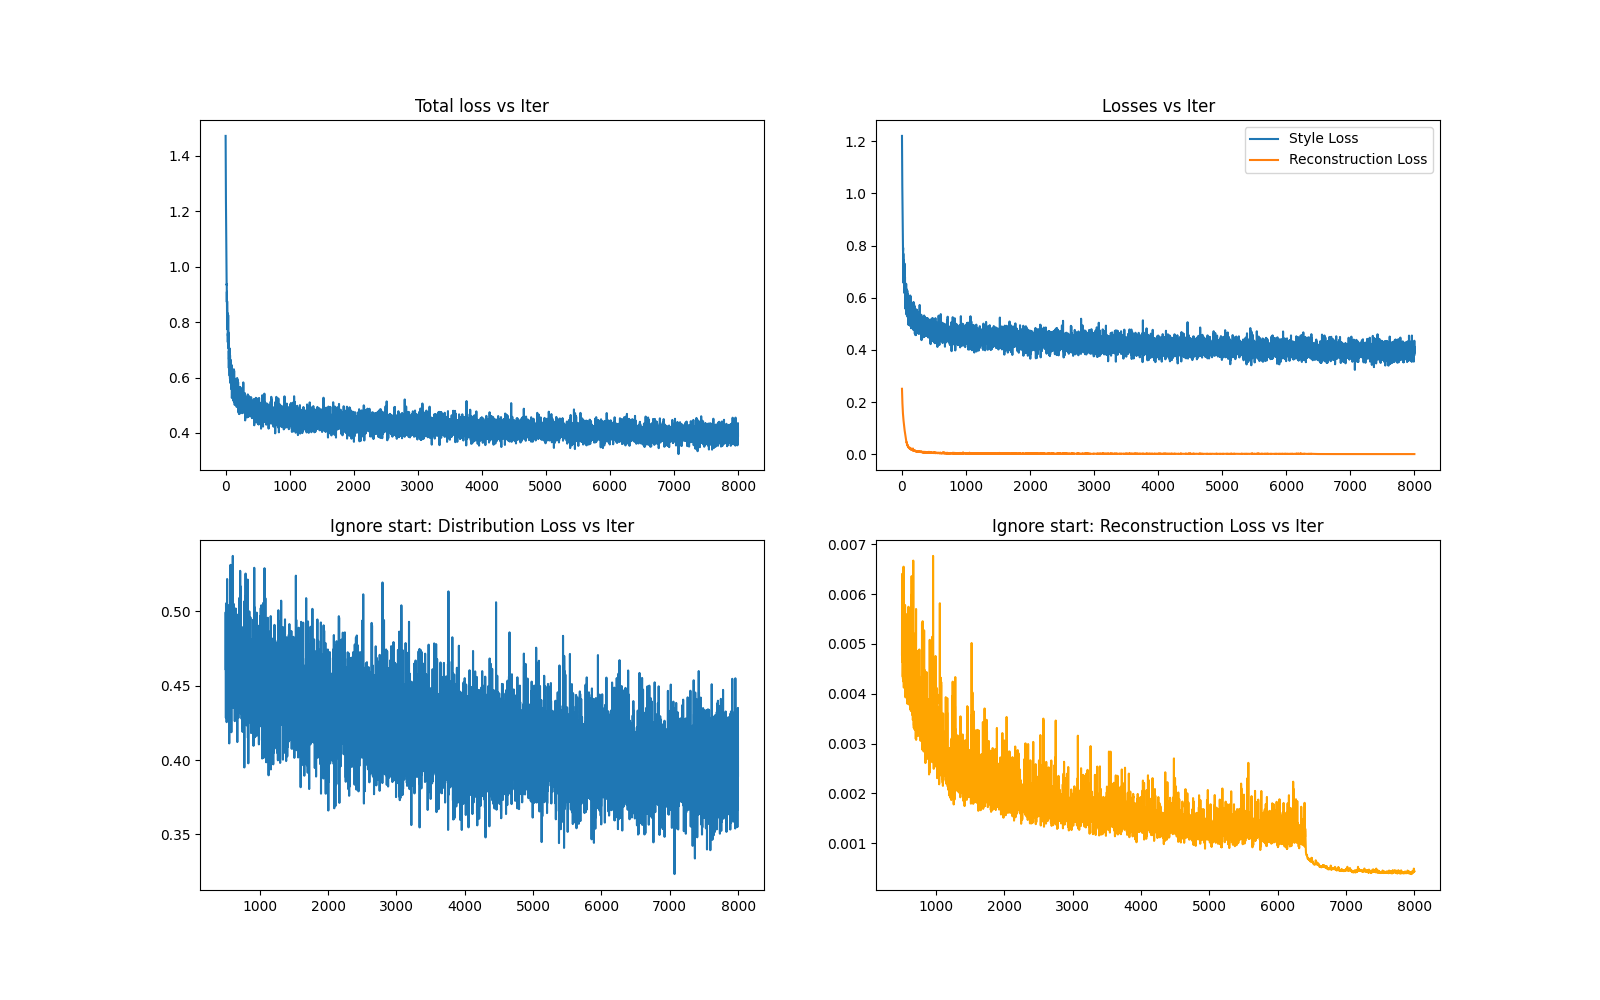 Total loss vs Iter
1.4
1.2
1.0
0.8
0.6
0.4
0 1000 2000 3000 4000 5000 6000 7000 8000
Losses vs Iter
Style Loss
Reconstruction Loss
1.2
1.0
0.8
0.6
0.4
0.2
0.0
0 1000 2000 3000 4000 5000 6000 7000 8000
Ignore start: Distribution Loss vs Iter
0.50
0.45
0.40
0.35
1000 2000 3000 4000 5000 6000 7000 8000
Ignore start: Reconstruction Loss vs Iter
0.007
0.006
0.005
0.004
0.003
0.002
0.001
1000 2000 3000 4000 5000 6000 7000 8000